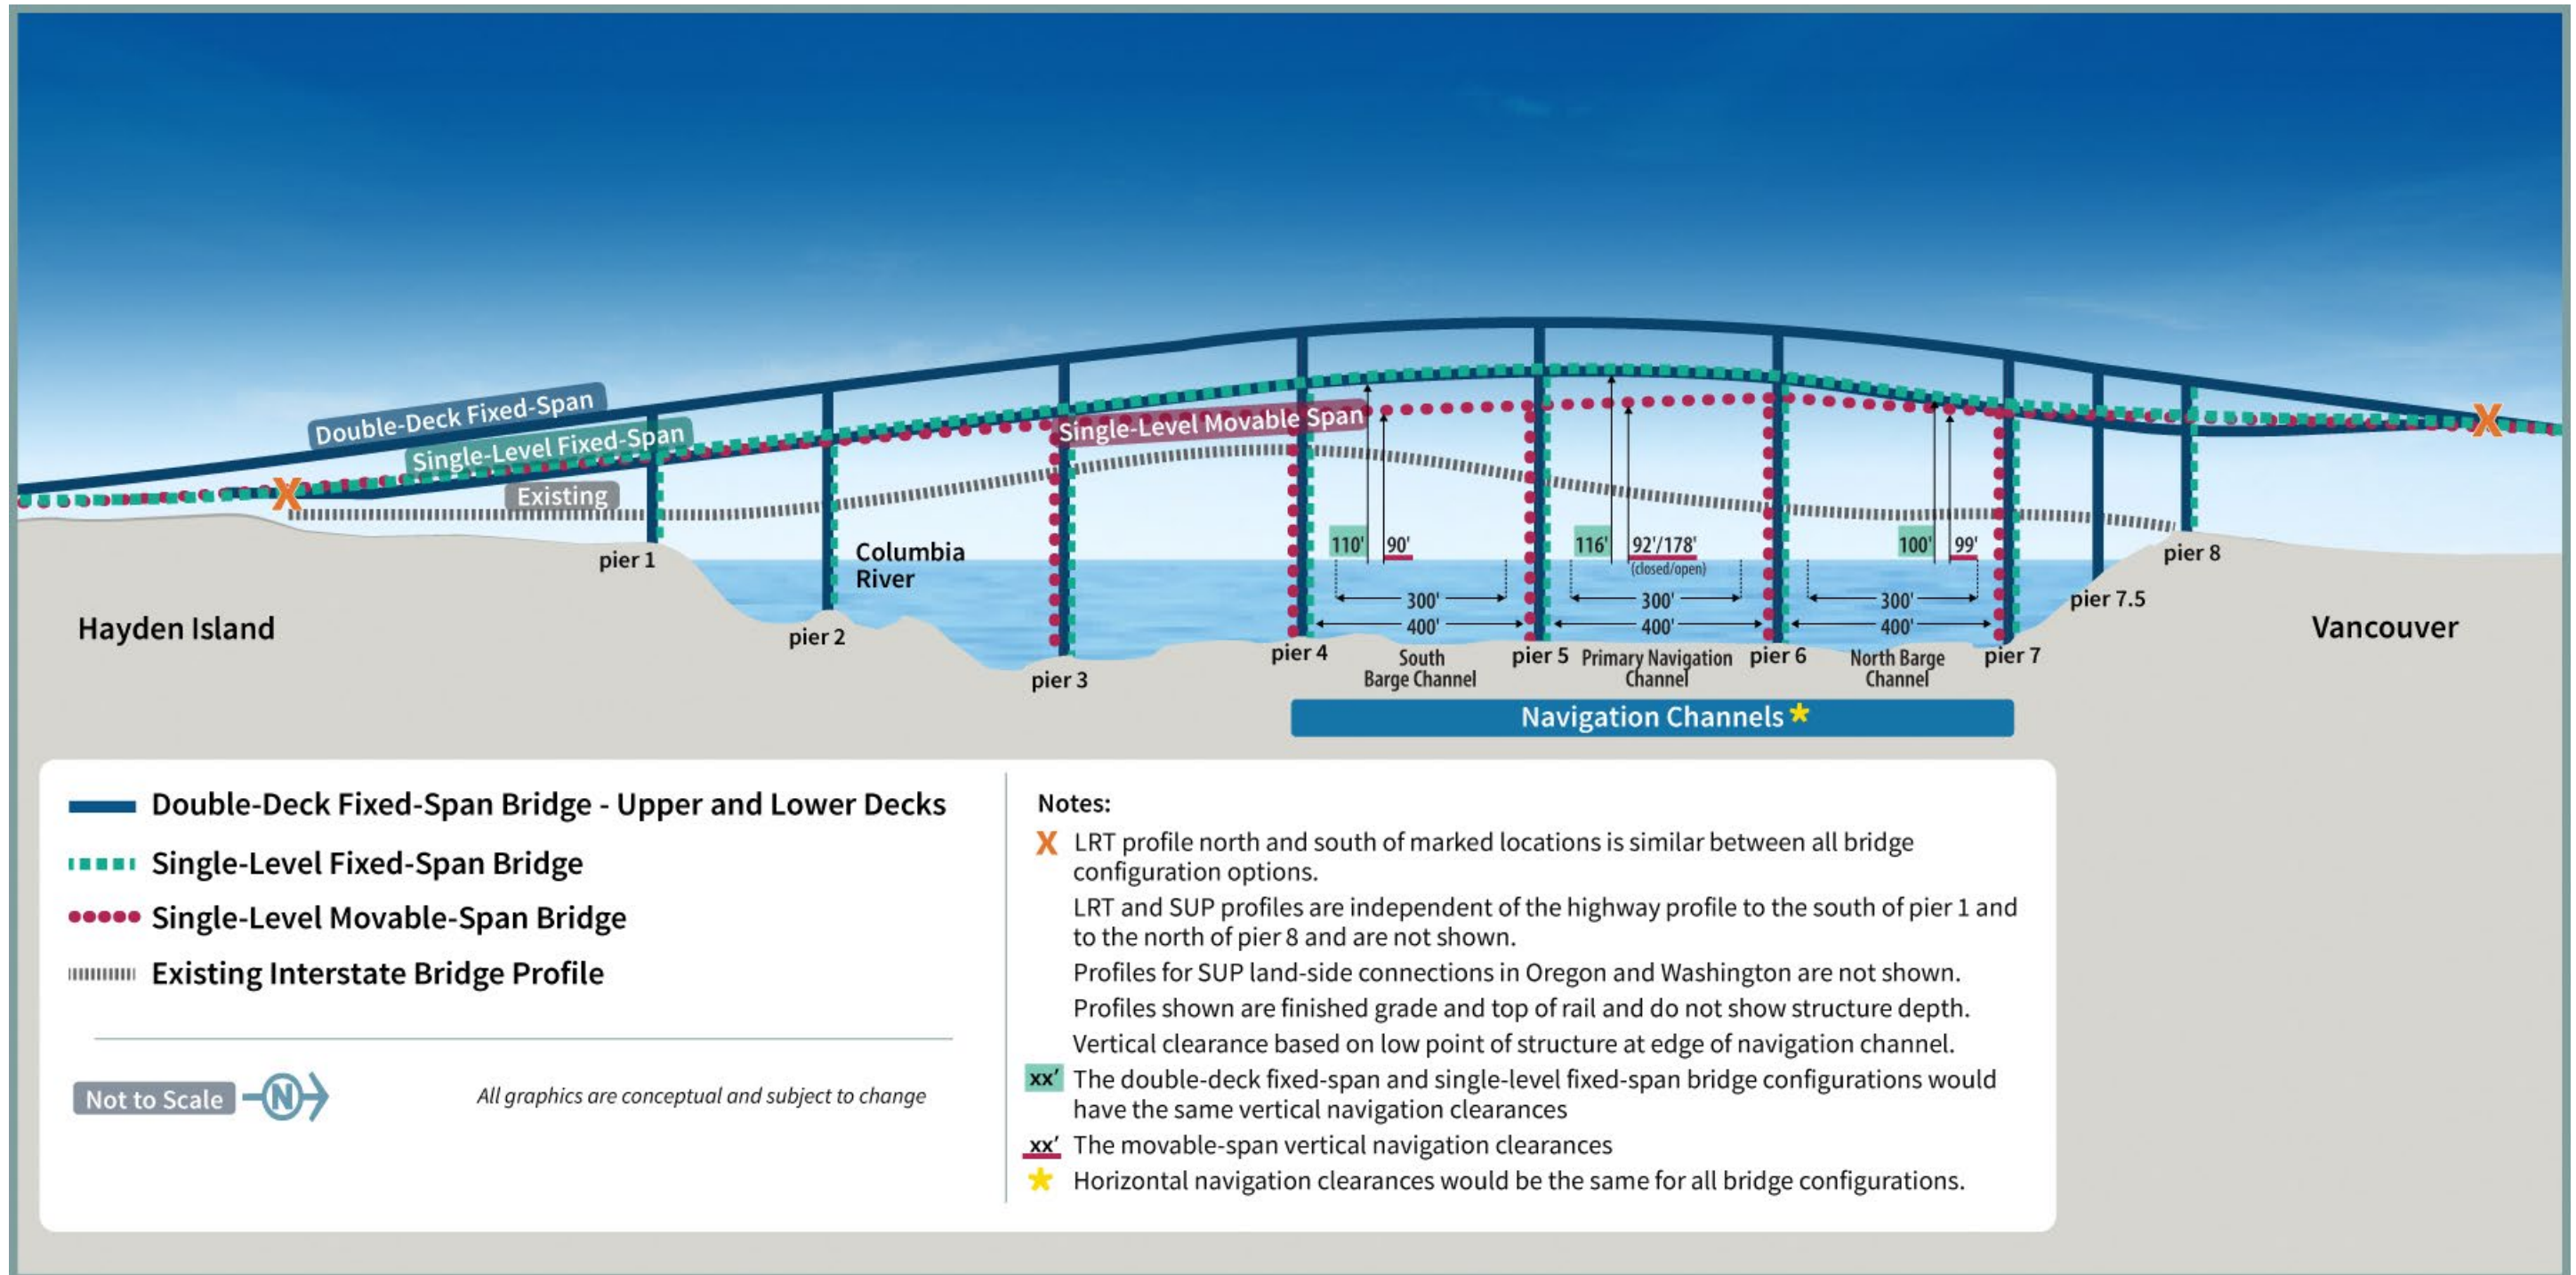 Double-Deck Fixed-Span
Single-Level Fixed-Span
Single-Level Movable Span
Existing
110'
90'
116'
92'/178'
(closed/open)
100'
99'
Columbia
River
300'
300'
300'
400'
400'
400'
pier 1
pier 2
pier 3
pier 4
pier 5
pier 6
pier 7
pier 7.5
pier 8
Hayden Island
Vancouver
South
Barge Channel
Primary Navigation
Channel
North Barge
Channel
Navigation Channels
Double-Deck Fixed-Span Bridge - Upper and Lower Decks
Single-Level Fixed-Span Bridge
Single-Level Movable-Span Bridge
Existing Interstate Bridge Profile
Not to Scale
N
All graphics are conceptual and subject to change
Notes:
X LRT profile north and south of marked locations is similar between all bridge
configuration options.
LRT and SUP profiles are independent of the highway profile to the south of pier 1 and
to the north of pier 8 and are not shown.
Profiles for SUP land-side connections in Oregon and Washington are not shown.
Profiles shown are finished grade and top of rail and do not show structure depth.
Vertical clearance based on low point of structure at edge of navigation channel.
xx' The double-deck fixed-span and single-level fixed-span bridge configurations would
have the same vertical navigation clearances
xx' The movable-span vertical navigation clearances
Horizontal navigation clearances would be the same for all bridge configurations.